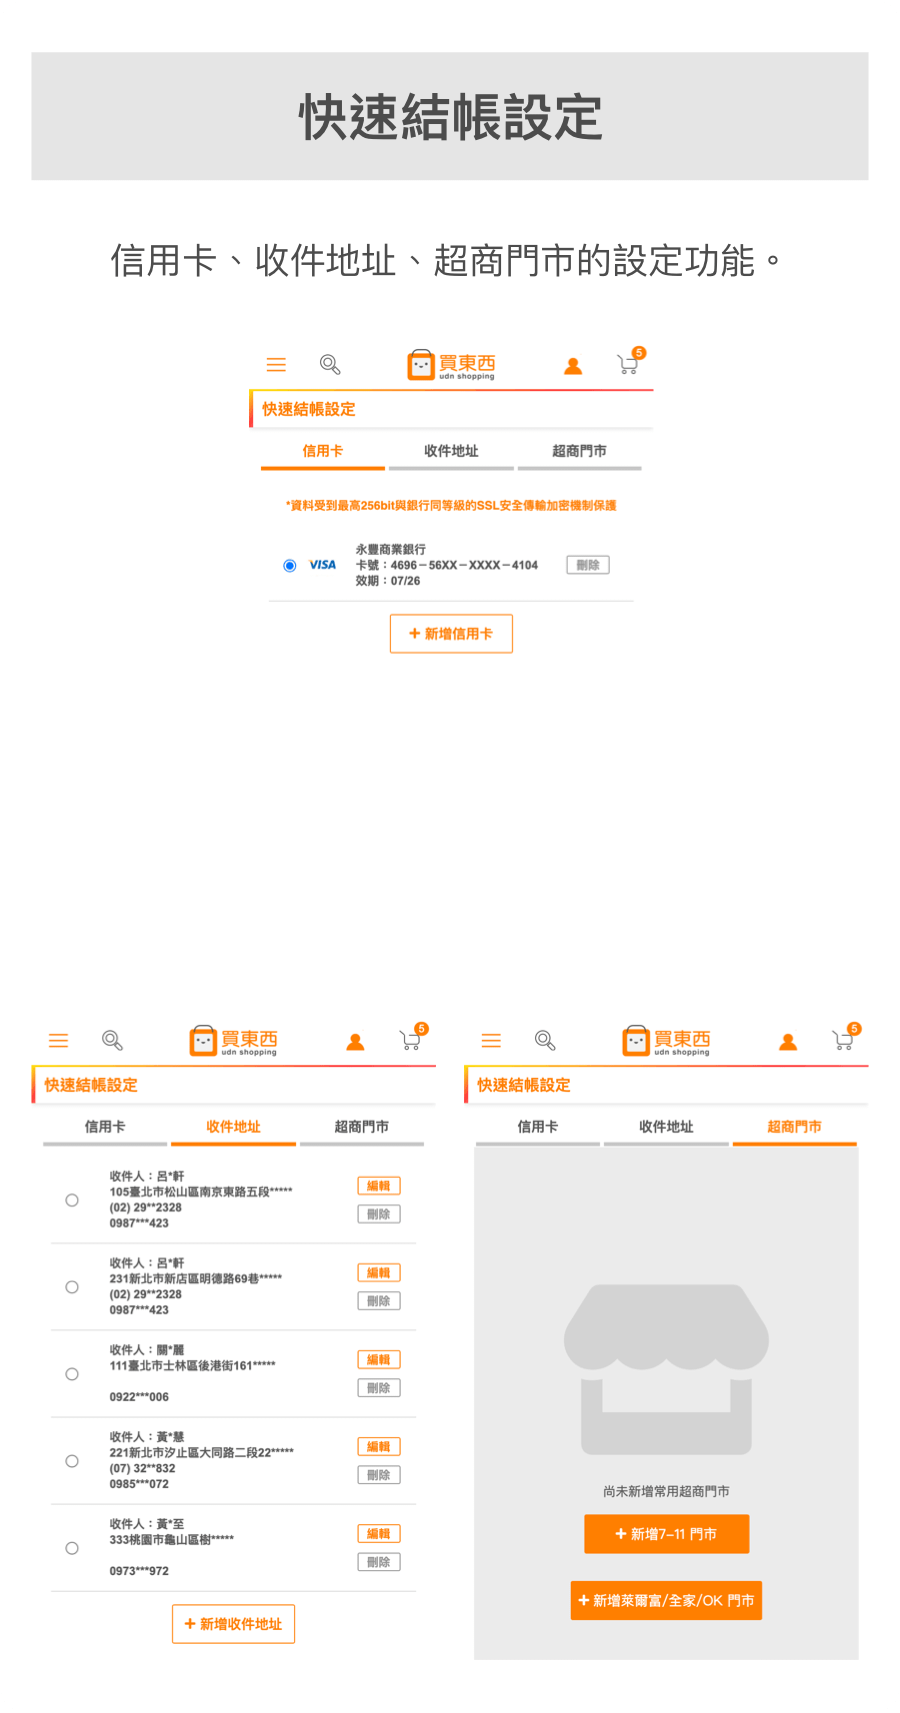 快速結帳設定
信用卡、收件地址、超商門市的設定功能。
買東西
udn shopping
5
快速結帳設定
信用卡 收件地址 超商門市
*資料受到最高256bit與銀行同等級的SSL安全傳輸加密機制保護
永豐商業銀行
VISA 卡號：4696－56XX－XXXX－4104 刪除
效期：07/26
+ 新增信用卡
買東西
udn shopping
5
快速結帳設定
信用卡 收件地址 超商門市
收件人：呂*軒
105臺北市松山區南京東路五段*****
(02) 29**2328
0987***423
編輯
刪除
收件人：呂*軒
231新北市新店區明德路69巷*****
(02) 29**2328
0987***423
編輯
刪除
收件人：關*麗
111臺北市士林區後港街161*****
0922***006
編輯
刪除
收件人：黃*慧
221新北市汐止區大同路二段22*****
(07) 32**832
0985***072
編輯
刪除
收件人：黃*至
333桃園市龜山區樹*****
0973***972
編輯
刪除
+ 新增收件地址
買東西
udn shopping
5
快速結帳設定
信用卡 收件地址 超商門市
尚未新增常用超商門市
+ 新增7-11 門市
+ 新增萊爾富/全家/OK 門市